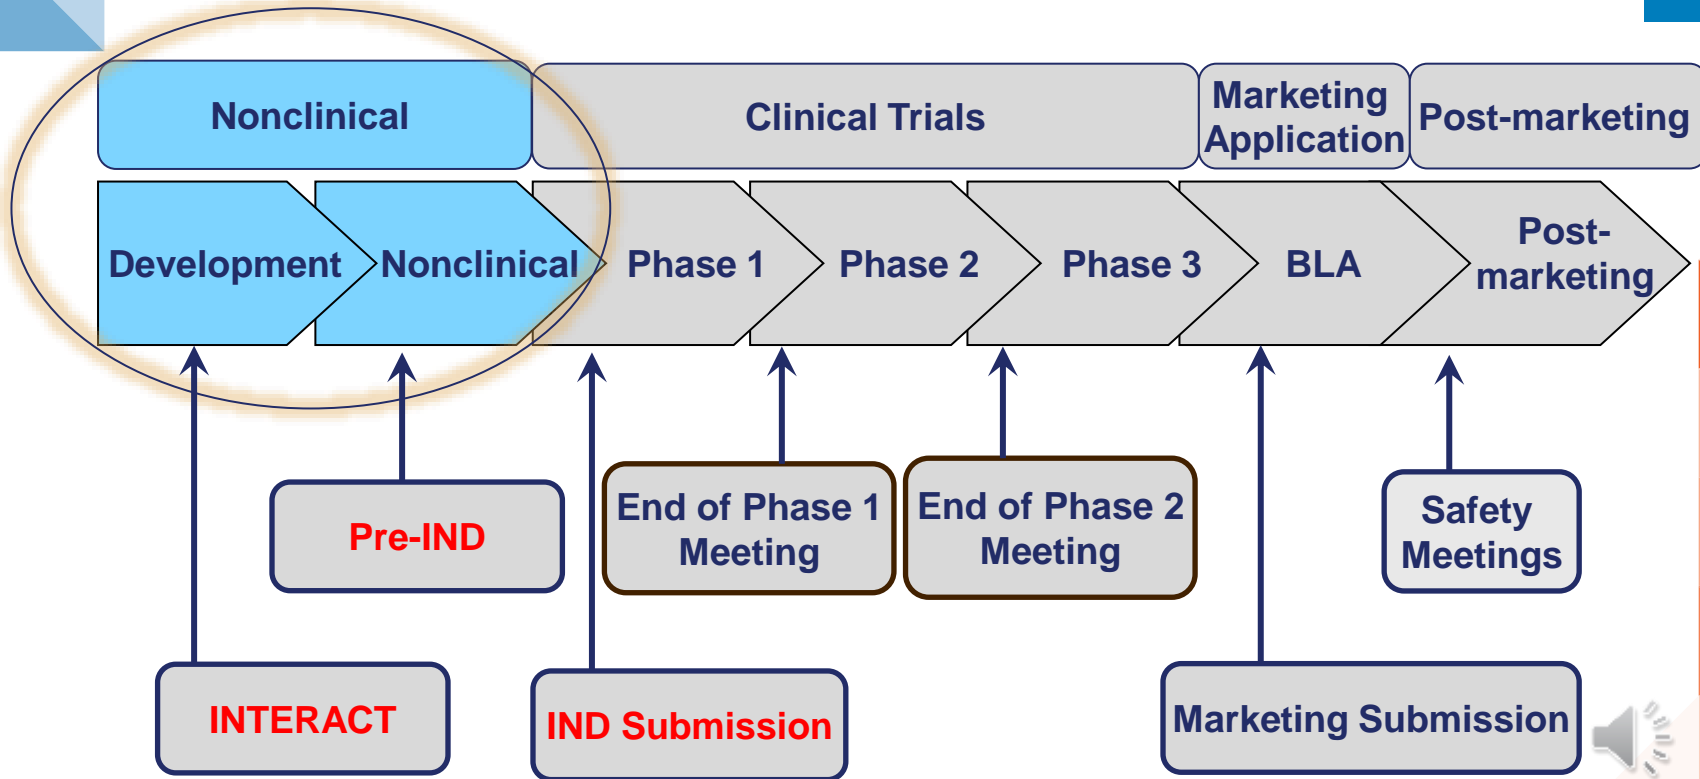 Nonclinical
Clinical Trials
Marketing
Application
Post-marketing
Development
Nonclinical
Phase 1
Phase 2
Phase 3
BLA
Post-
marketing
Pre-IND
End of Phase 1
Meeting
End of Phase 2
Meeting
Safety
Meetings
INTERACT
IND Submission
Marketing Submission